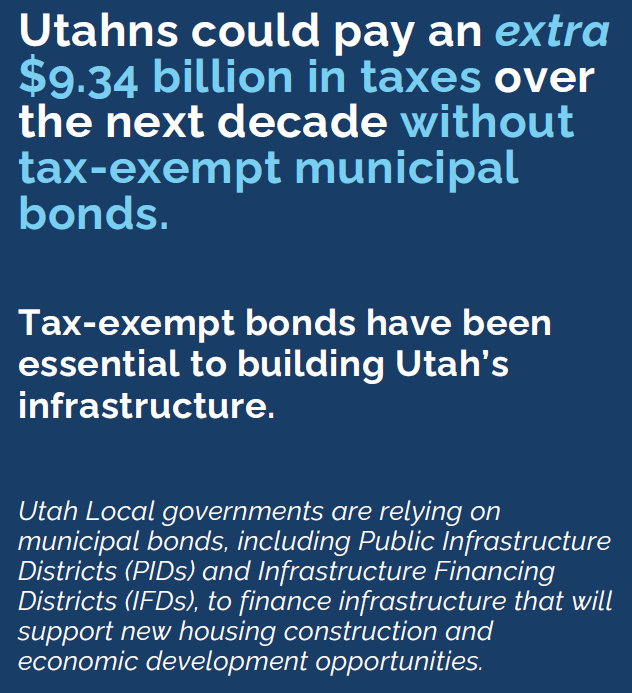 Utahns could pay an extra
$9.34 billion in taxes over
the next decade without
tax-exempt municipal
bonds.
Tax-exempt bonds have been
essential to building Utah's
infrastructure.
Utah Local governments are relying on
municipal bonds, including Public Infrastructure
Districts (PIDs) and Infrastructure Financing
Districts (IFDs), to finance infrastructure that will
support new housing construction and
economic development opportunities.